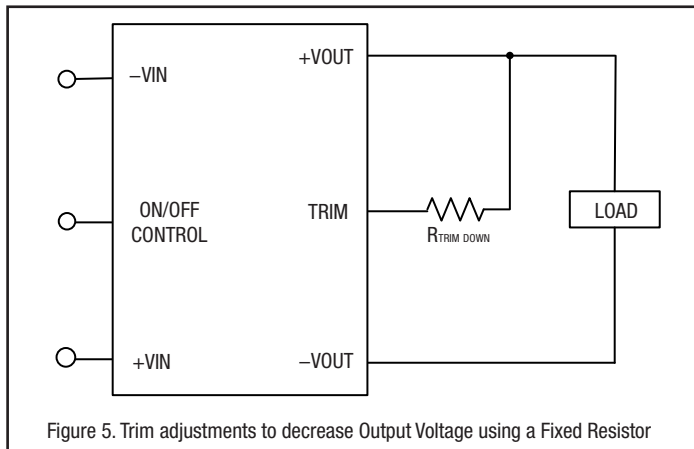 –VIN
+VOUT
ON/OFF
CONTROL
TRIM
RTRIM DOWN
LOAD
+VIN
–VOUT
Figure 5. Trim adjustments to decrease Output Voltage using a Fixed Resistor